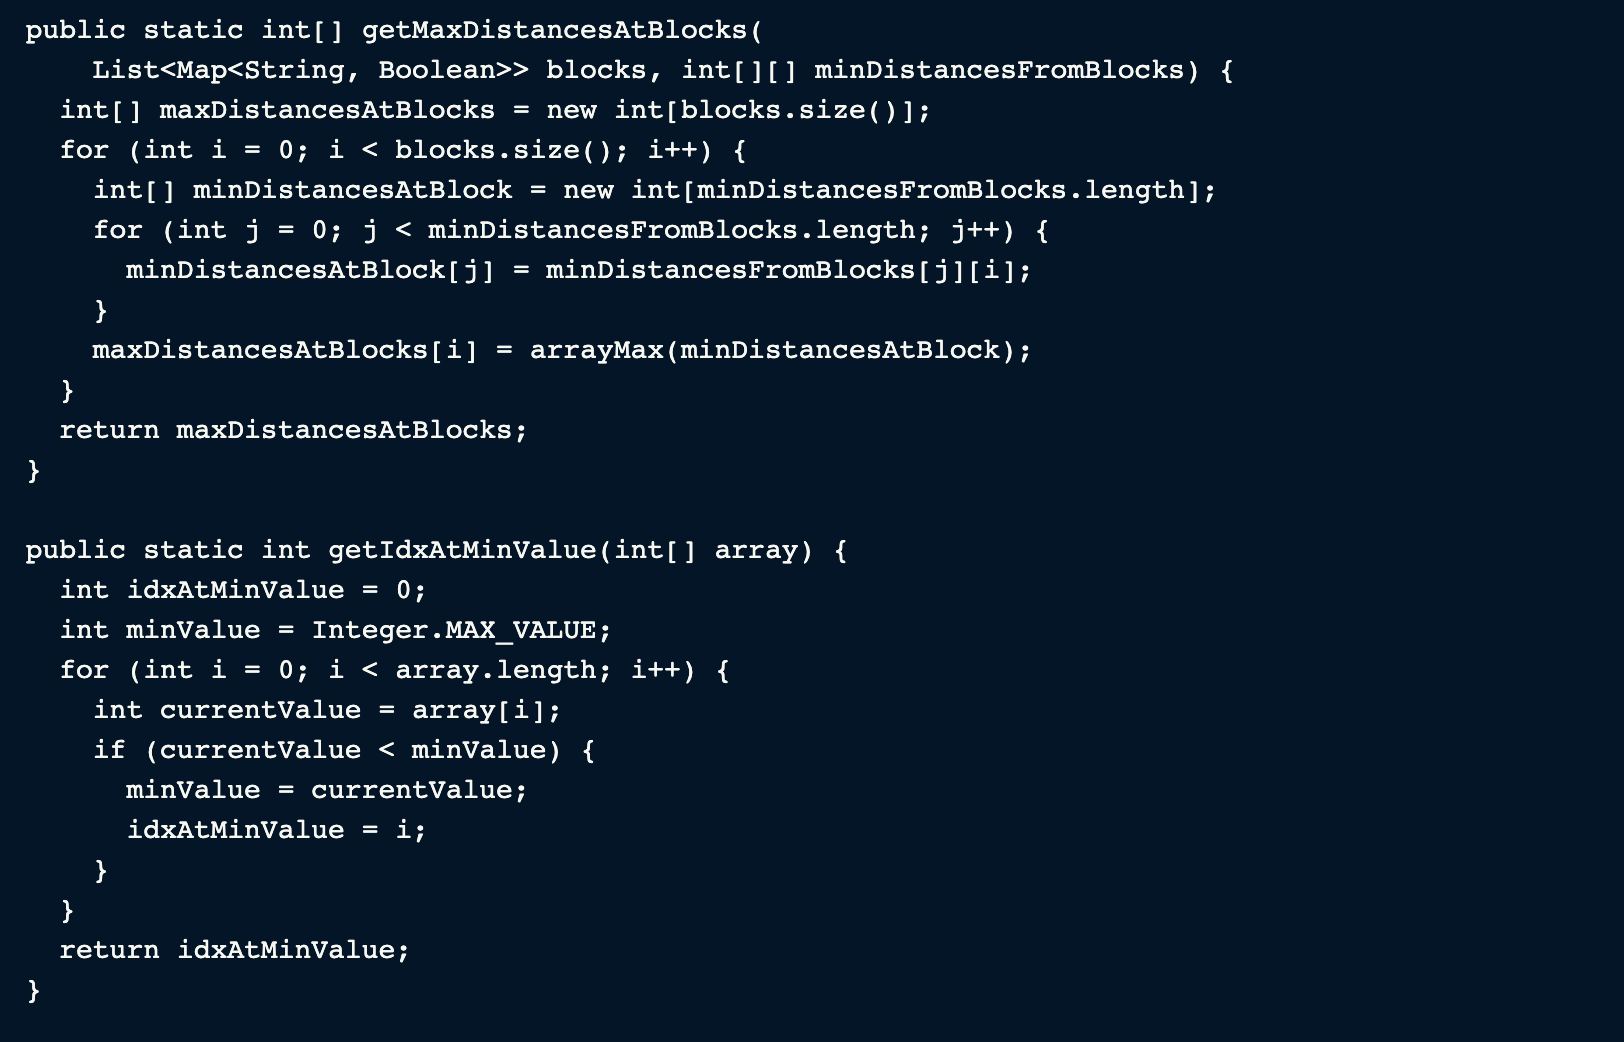 public static int[] getMaxDistancesAtBlocks(
    List<Map<String, Boolean>> blocks, int[][] minDistancesFromBlocks) {
  int[] maxDistancesAtBlocks = new int[blocks.size()];
  for (int i = 0; i < blocks.size(); i++) {
    int[] minDistancesAtBlock = new int[minDistancesFromBlocks.length];
    for (int j = 0; j < minDistancesFromBlocks.length; j++) {
      minDistancesAtBlock[j] = minDistancesFromBlocks[j][i];
    }
    maxDistancesAtBlocks[i] = arrayMax(minDistancesAtBlock);
  }
  return maxDistancesAtBlocks;
}

public static int getIdxAtMinValue(int[] array) {
  int idxAtMinValue = 0;
  int minValue = Integer.MAX_VALUE;
  for (int i = 0; i < array.length; i++) {
    int currentValue = array[i];
    if (currentValue < minValue) {
      minValue = currentValue;
      idxAtMinValue = i;
    }
  }
  return idxAtMinValue;
}